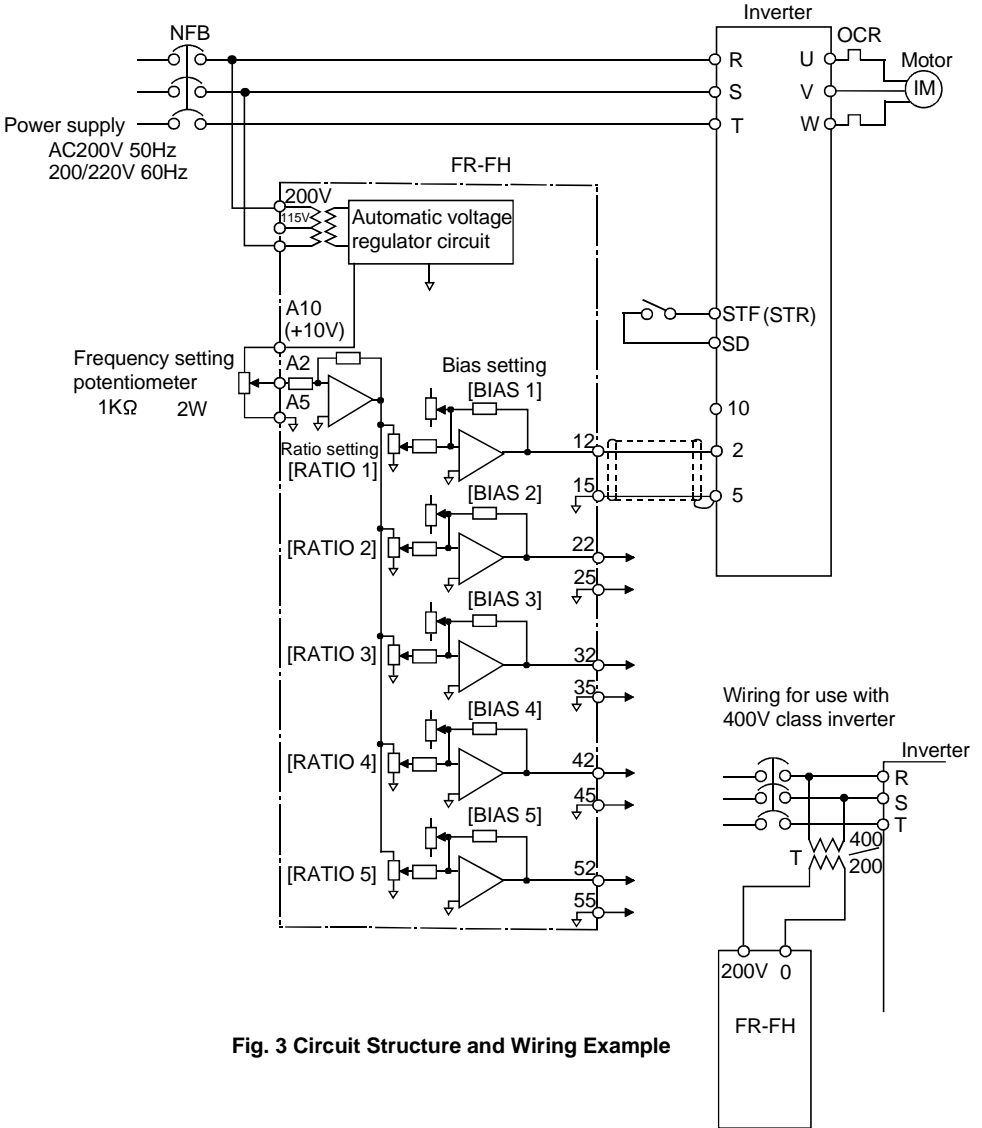 Inverter
NFB
OCR
Motor
R
U
IM
S
V
T
W
Power supply
AC200V 50Hz
200/220V 60Hz
FR-FH
200V
115V
Automatic voltage
regulator circuit
A10
(+10V)
STF (STR)
SD
Frequency setting
potentiometer
1KΩ 2W
A2
A5
Bias setting
[BIAS 1]
10
Ratio setting
[RATIO 1]
12
2
15
5
[BIAS 2]
[RATIO 2]
22
25
[BIAS 3]
[RATIO 3]
32
35
[BIAS 4]
[RATIO 4]
42
45
[BIAS 5]
[RATIO 5]
52
55
Wiring for use with
400V class inverter
Inverter
R
S
T
T
400
200
200V 0
FR-FH
Fig. 3 Circuit Structure and Wiring Example